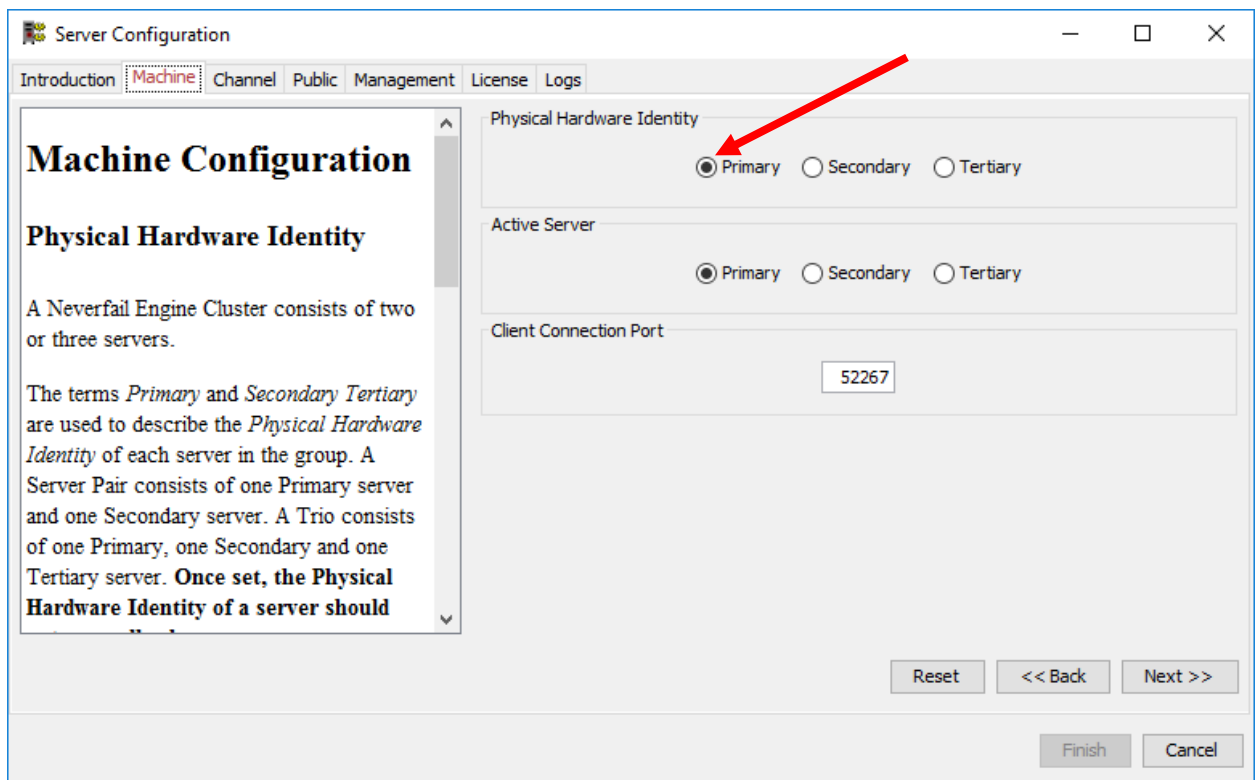 Server Configuration
Introduction Machine Channel Public Management License Logs
Machine Configuration
Physical Hardware Identity
A Neverfail Engine Cluster consists of two
or three servers.
The terms Primary and Secondary Tertiary
are used to describe the Physical Hardware
Identity of each server in the group. A
Server Pair consists of one Primary server
and one Secondary server. A Trio consists
of one Primary, one Secondary and one
Tertiary server. Once set, the Physical
Hardware Identity of a server should
Physical Hardware Identity
Primary Secondary Tertiary
Active Server
Primary Secondary Tertiary
Client Connection Port
52267
Reset << Back Next >>
Finish Cancel